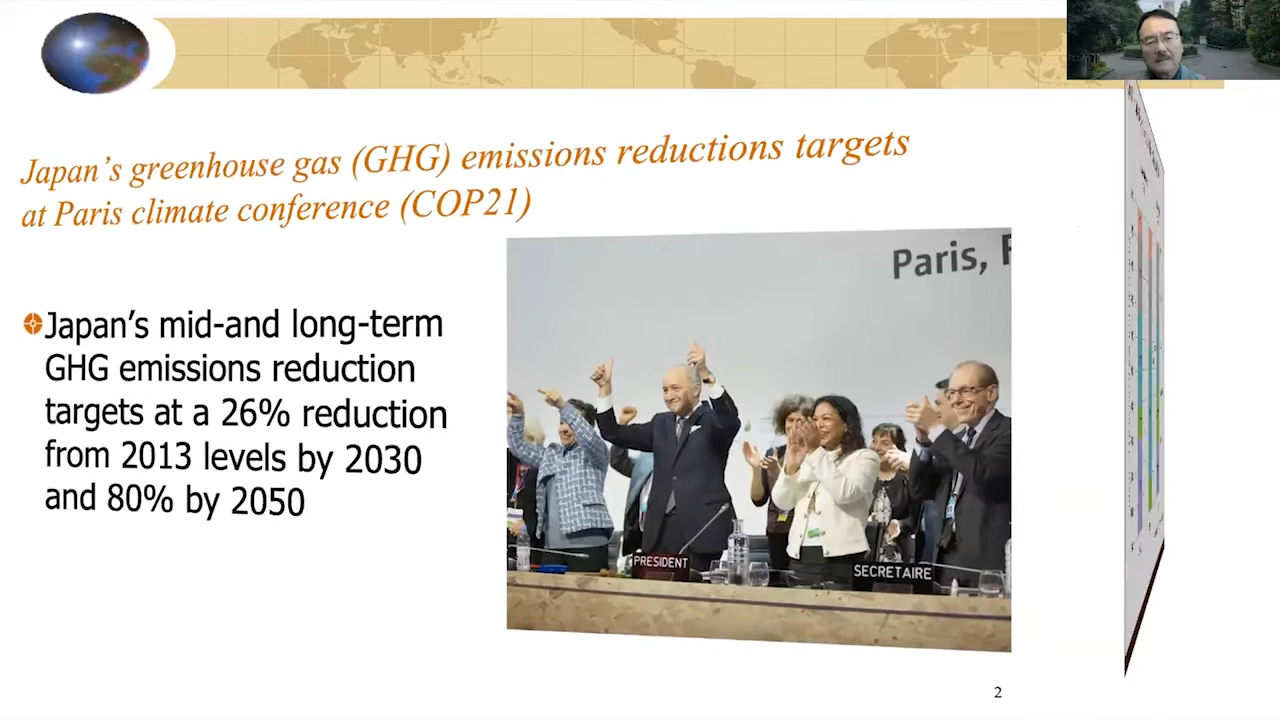 Japan's greenhouse gas (GHG) emissions reductions targets
at Paris climate conference (COP21)
Paris,
Japan's mid-and long-term
GHG emissions reduction
targets at a 26% reduction
from 2013 levels by 2030
and 80% by 2050
PRESIDENT
SECRETAIRE
2